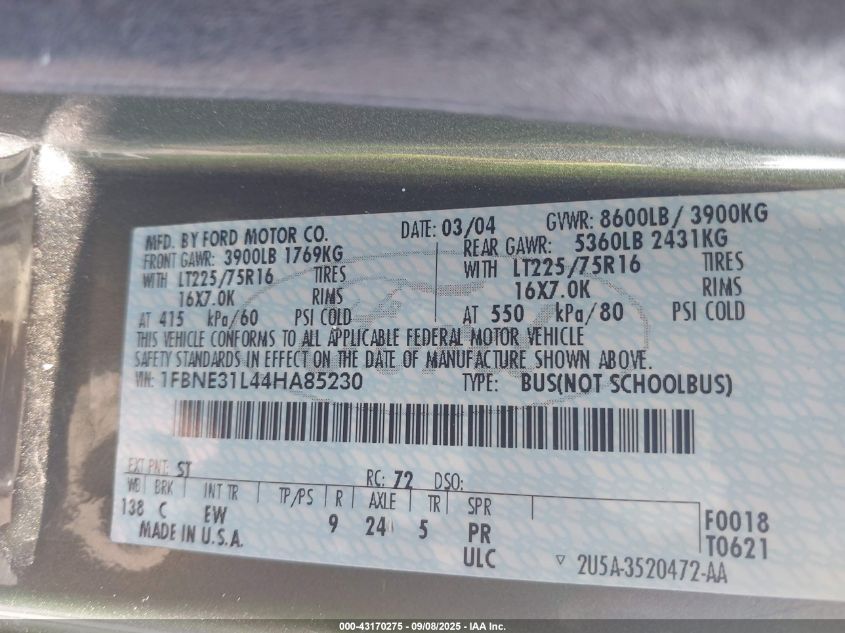 MFD. BY FORD MOTOR CO. DATE: 03/04 GVWR: 8600LB/ 3900KG
FRONT GAWR: 3900LB 1769KG REAR GAWR: 5360LB 2431KG
WITH LT225/75R16 TIRES WITH LT225/75R16 TIRES
16X7.0K RIMS 16X7.0K RIMS
AT 415 kPa/60 PSI COLD AT 550 kPa/80 PSI COLD
THIS VEHICLE CONFORMS TO ALL APPLICABLE FEDERAL MOTOR VEHICLE
SAFETY STANDARDS IN EFFECT ON THE DATE OF MANUFACTURE SHOWN ABOVE.
VIN: 1FBNE31L44HA85230 TYPE: BUS(NOT SCHOOLBUS)
EXT PNT: ST RC: 72 DSO:
WB BRK INT TR TP/PS R AXLE TR SPR
138 C EW 9 24 5 PR F0018
MADE IN U.S.A. ULC T0621
▽ 2U5A-3520472-AA
000-43170275 - 09/08/2025 - IAA Inc.